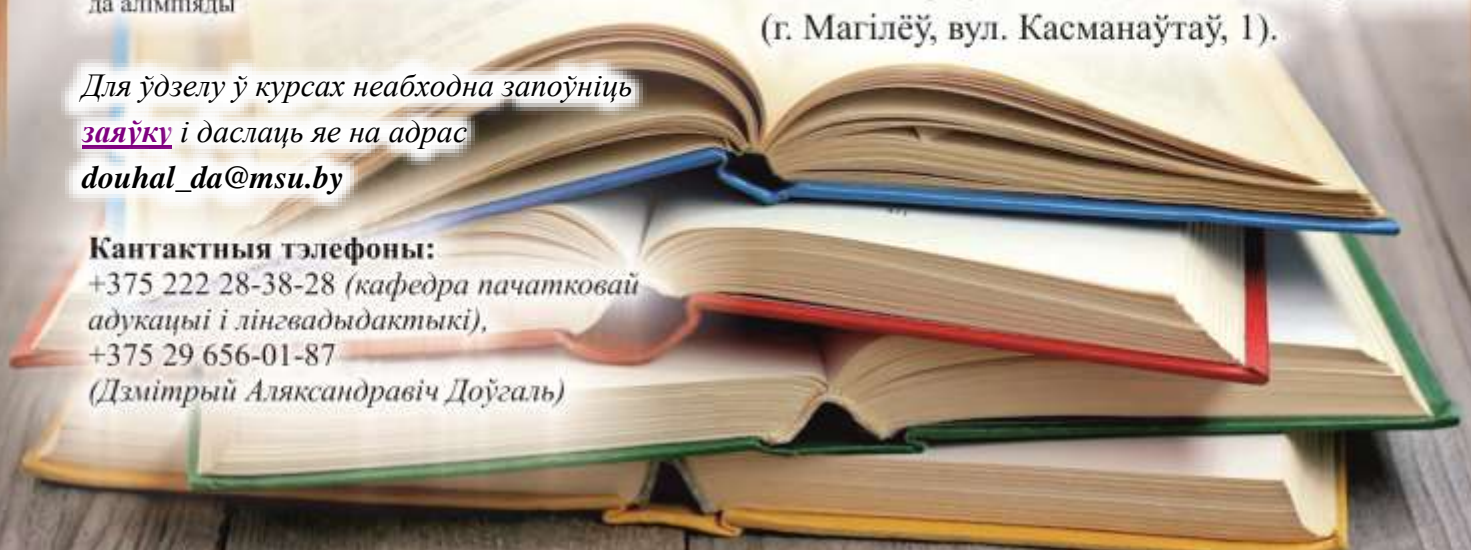 да алімпіяды
(г. Магілёў, вул. Касманаўтаў, 1).
Для ўдзелу ў курсах неабходна запоўніць
заяўку і даслаць яе на адрас
douhal_da@msu.by
Кантактныя тэлефоны:
+375 222 28-38-28 (кафедра пачатковай
адукацыі і лінгвадыдактыкі),
+375 29 656-01-87
(Дзмітрый Аляксандравіч Доўгаль)